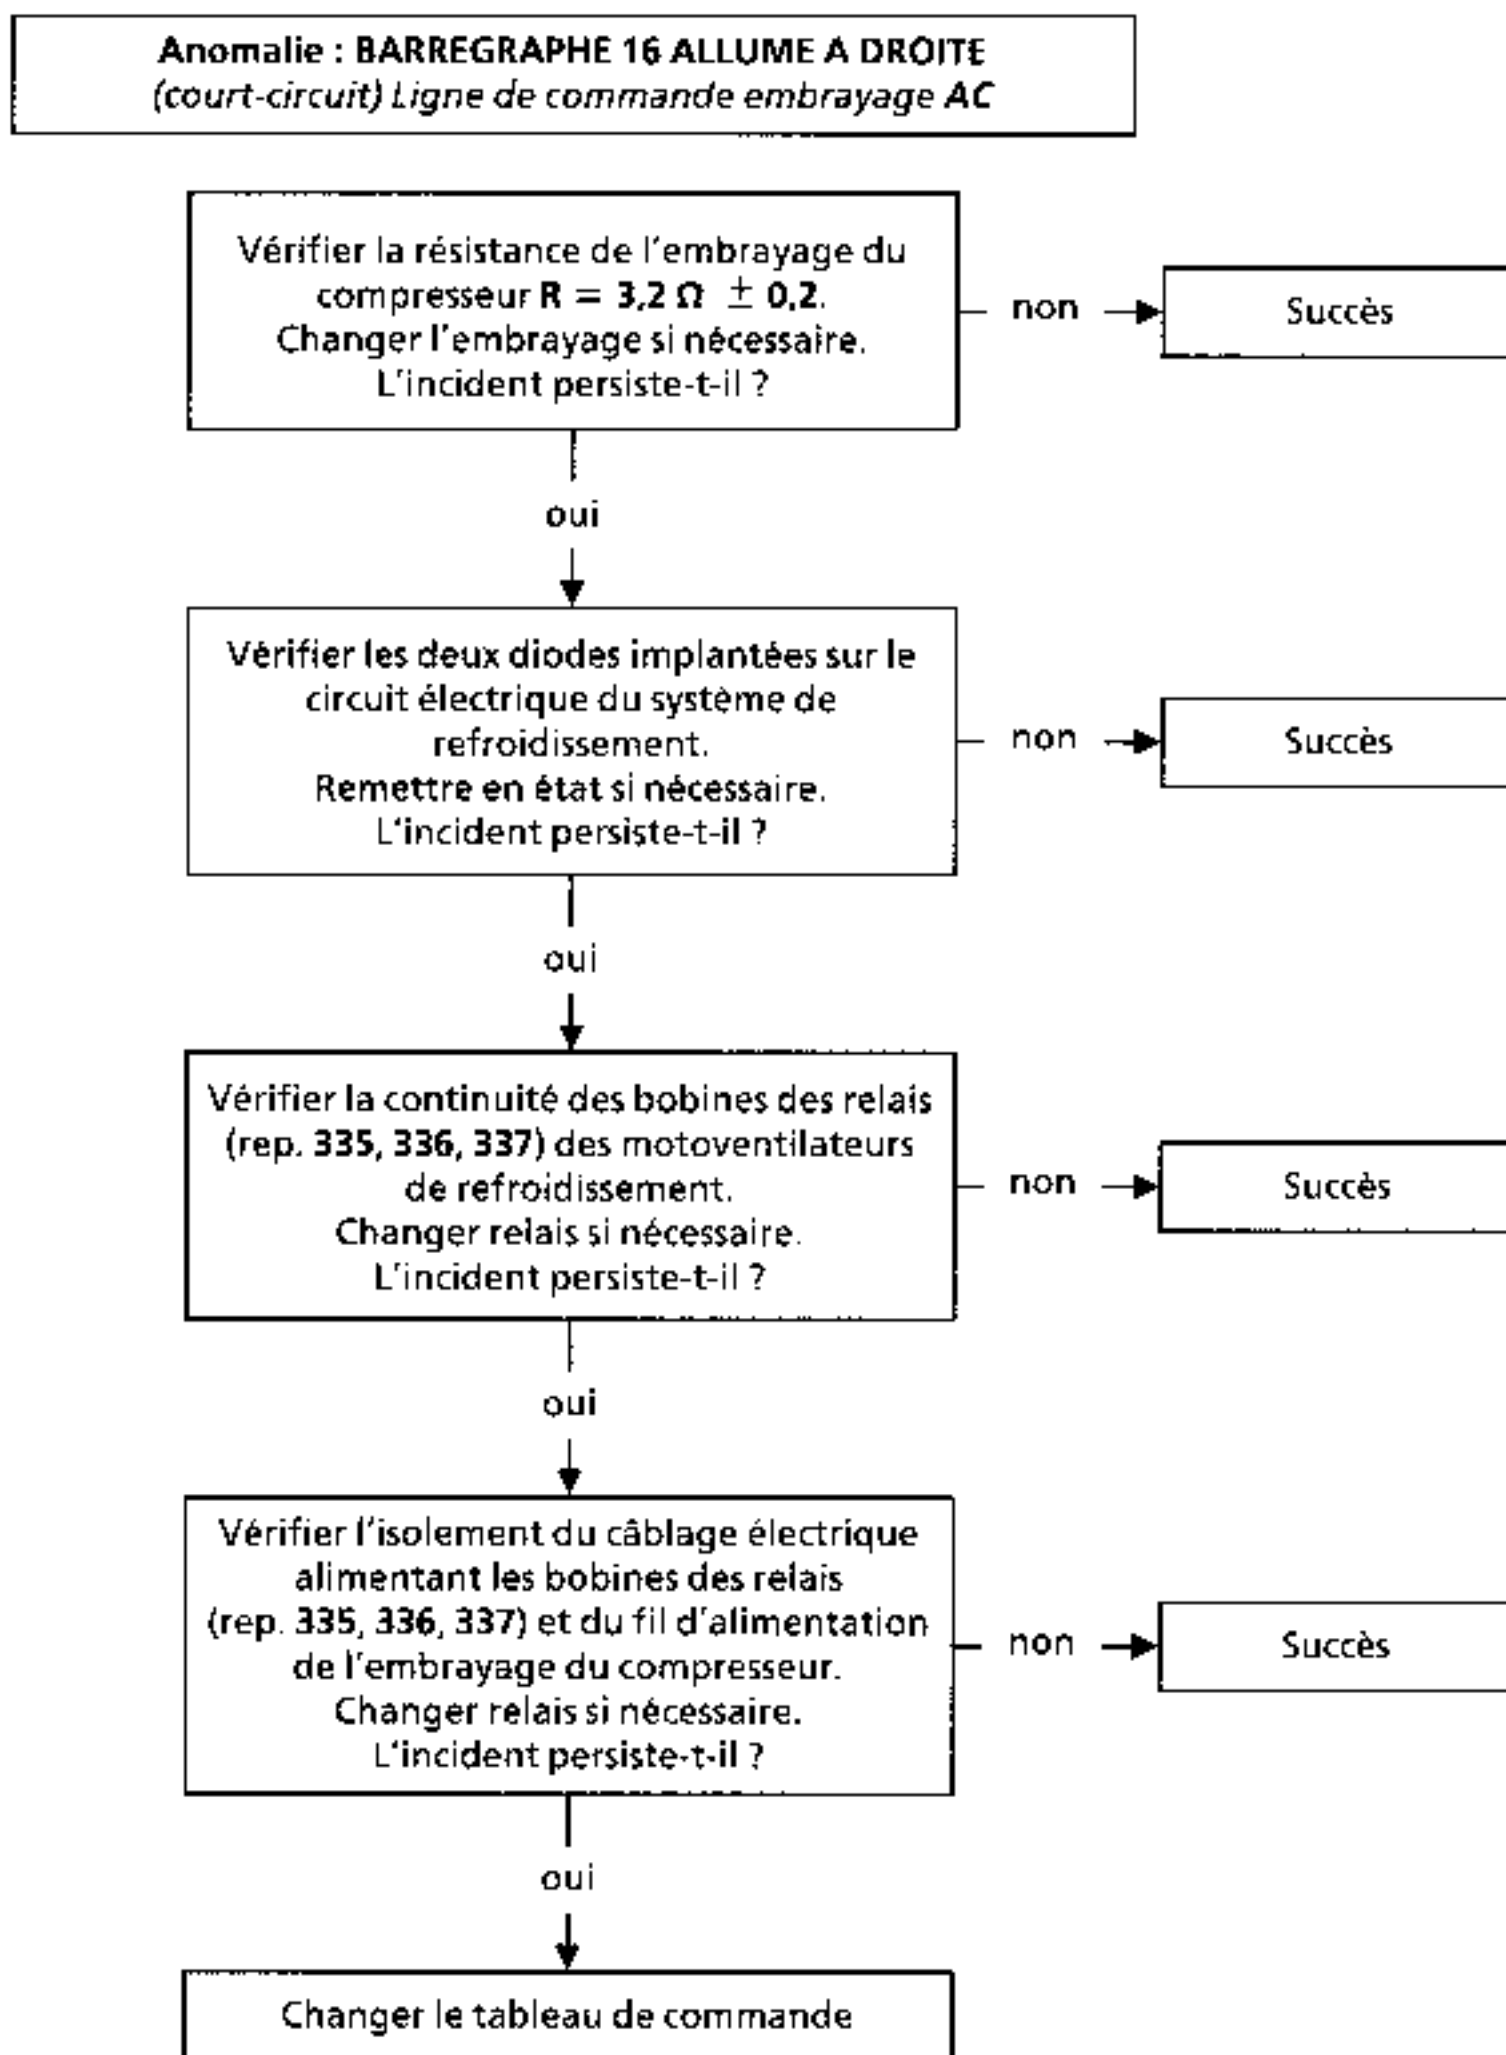 Anomalie : BARREGRAPHE 16 ALLUME A DROITE
(court-circuit) Ligne de commande embrayage AC
Vérifier la résistance de l'embrayage du
compresseur R = 3,2 Ω ± 0,2.
Changer l'embrayage si nécessaire.
L'incident persiste-t-il ?
non
Succès
oui
Vérifier les deux diodes implantées sur le
circuit électrique du système de
refroidissement.
Remettre en état si nécessaire.
L'incident persiste-t-il ?
non
Succès
oui
Vérifier la continuité des bobines des relais
(rep. 335, 336, 337) des motoventilateurs
de refroidissement.
Changer relais si nécessaire.
L'incident persiste-t-il ?
non
Succès
oui
Vérifier l'isolement du câblage électrique
alimentant les bobines des relais
(rep. 335, 336, 337) et du fil d'alimentation
de l'embrayage du compresseur.
Changer relais si nécessaire.
L'incident persiste-t-il ?
non
Succès
oui
Changer le tableau de commande